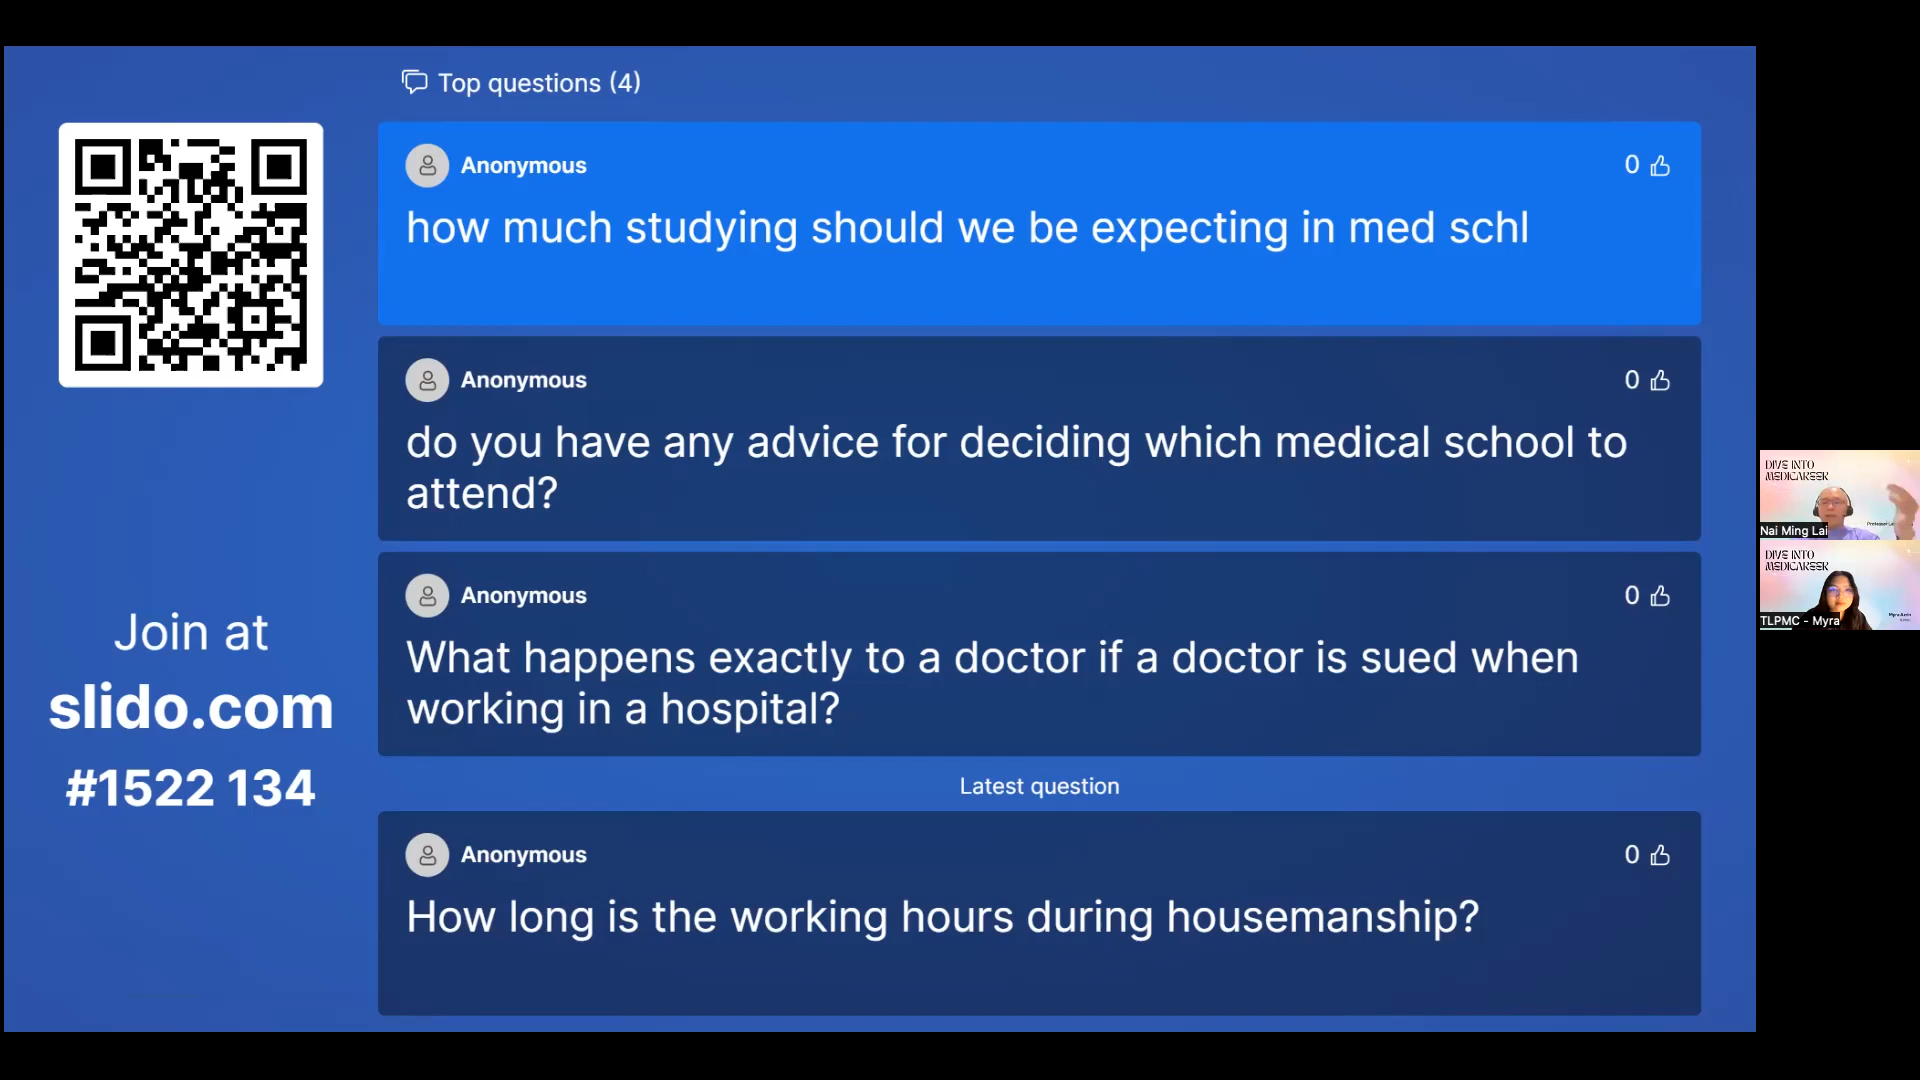 Top questions (4)
Anonymous
0
how much studying should we be expecting in med schl
Anonymous
0
do you have any advice for deciding which medical school to
attend?
Anonymous
0
What happens exactly to a doctor if a doctor is sued when
working in a hospital?
Latest question
Anonymous
0
How long is the working hours during housemanship?
Join at
slido.com
#1522 134
DIVE INTO
MEDICAREER
Nai Ming Lai
DIVE INTO
MEDICAREER
TLPMC - Myra